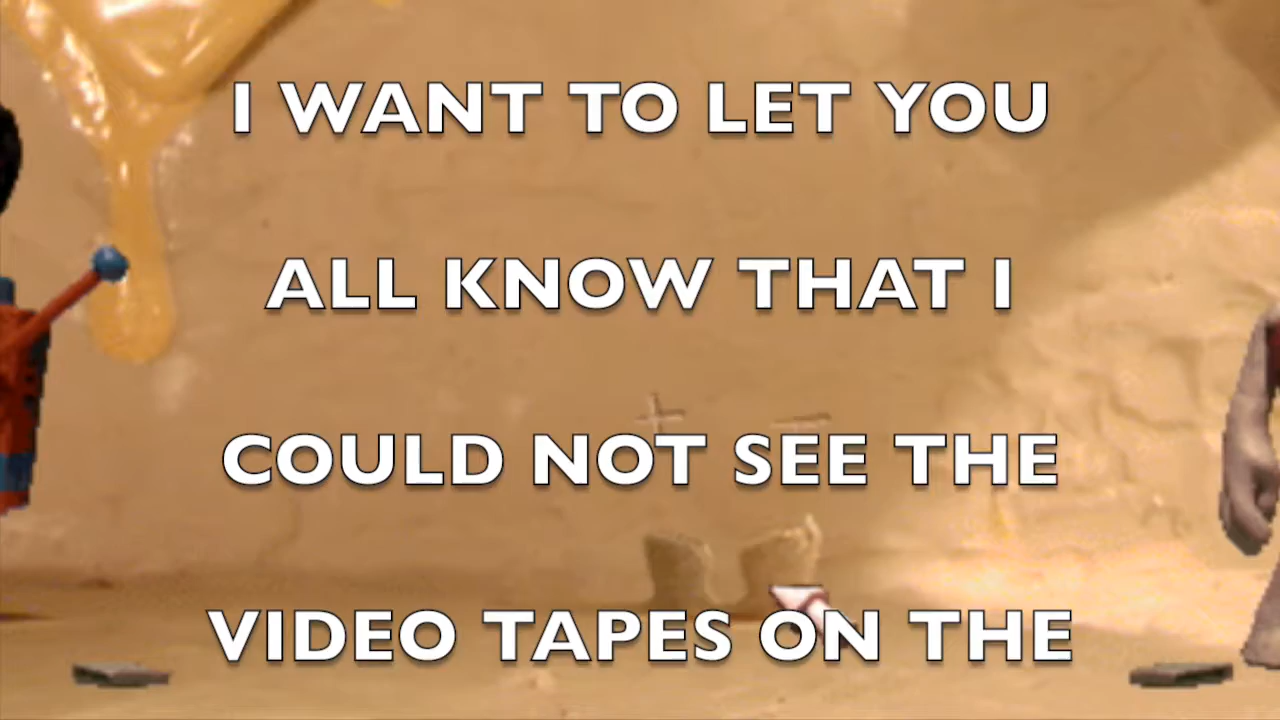 I WANT TO LET YOU
ALL KNOW THAT I
COULD NOT SEE THE
VIDEO TAPES ON THE